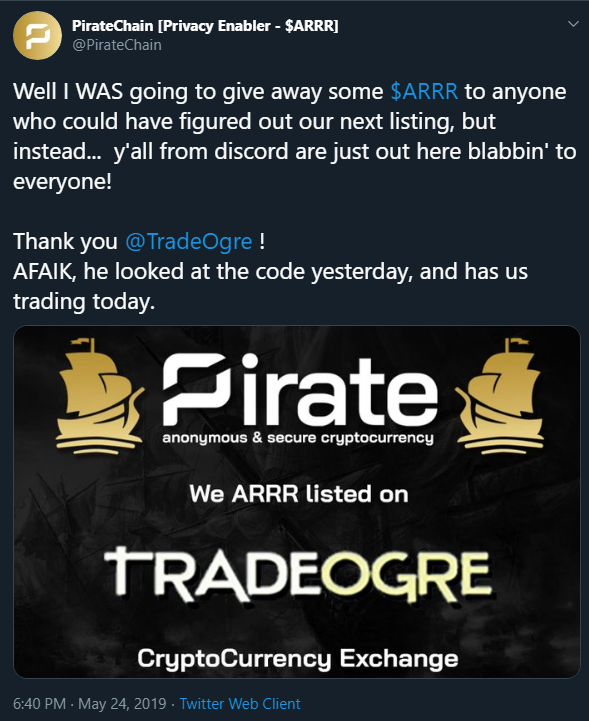 PirateChain [Privacy Enabler - $ARRR]
@PirateChain
Well I WAS going to give away some $ARRR to anyone
who could have figured out our next listing, but
instead...  y'all from discord are just out here blabbin' to
everyone!
Thank you @TradeOgre !
AFAIK, he looked at the code yesterday, and has us
trading today.
Pirate
anonymous & secure cryptocurrency
We ARRR listed on
TRADEOGRE
CryptoCurrency Exchange
6:40 PM · May 24, 2019 · Twitter Web Client